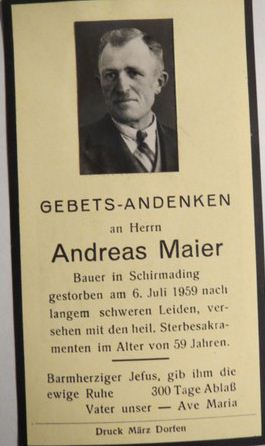 GEBETS-ANDENKEN
an Herrn
Andreas Maier
Bauer in Schirmading
gestorben am 6. Juli 1959 nach
langem schweren Leiden, ver-
sehen mit den heil. Sterbesakra-
menten im Alter von 59 Jahren.
Barmherziger Jesus, gib ihm die
ewige Ruhe 300 Tage Ablaß
Vater unser — Ave Maria
Druck März Dorfen